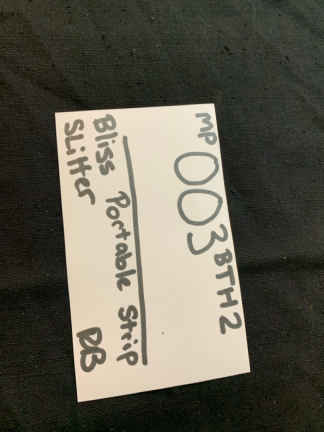 MP 003 BTH2
Bliss Portable Strip
Slitter DB